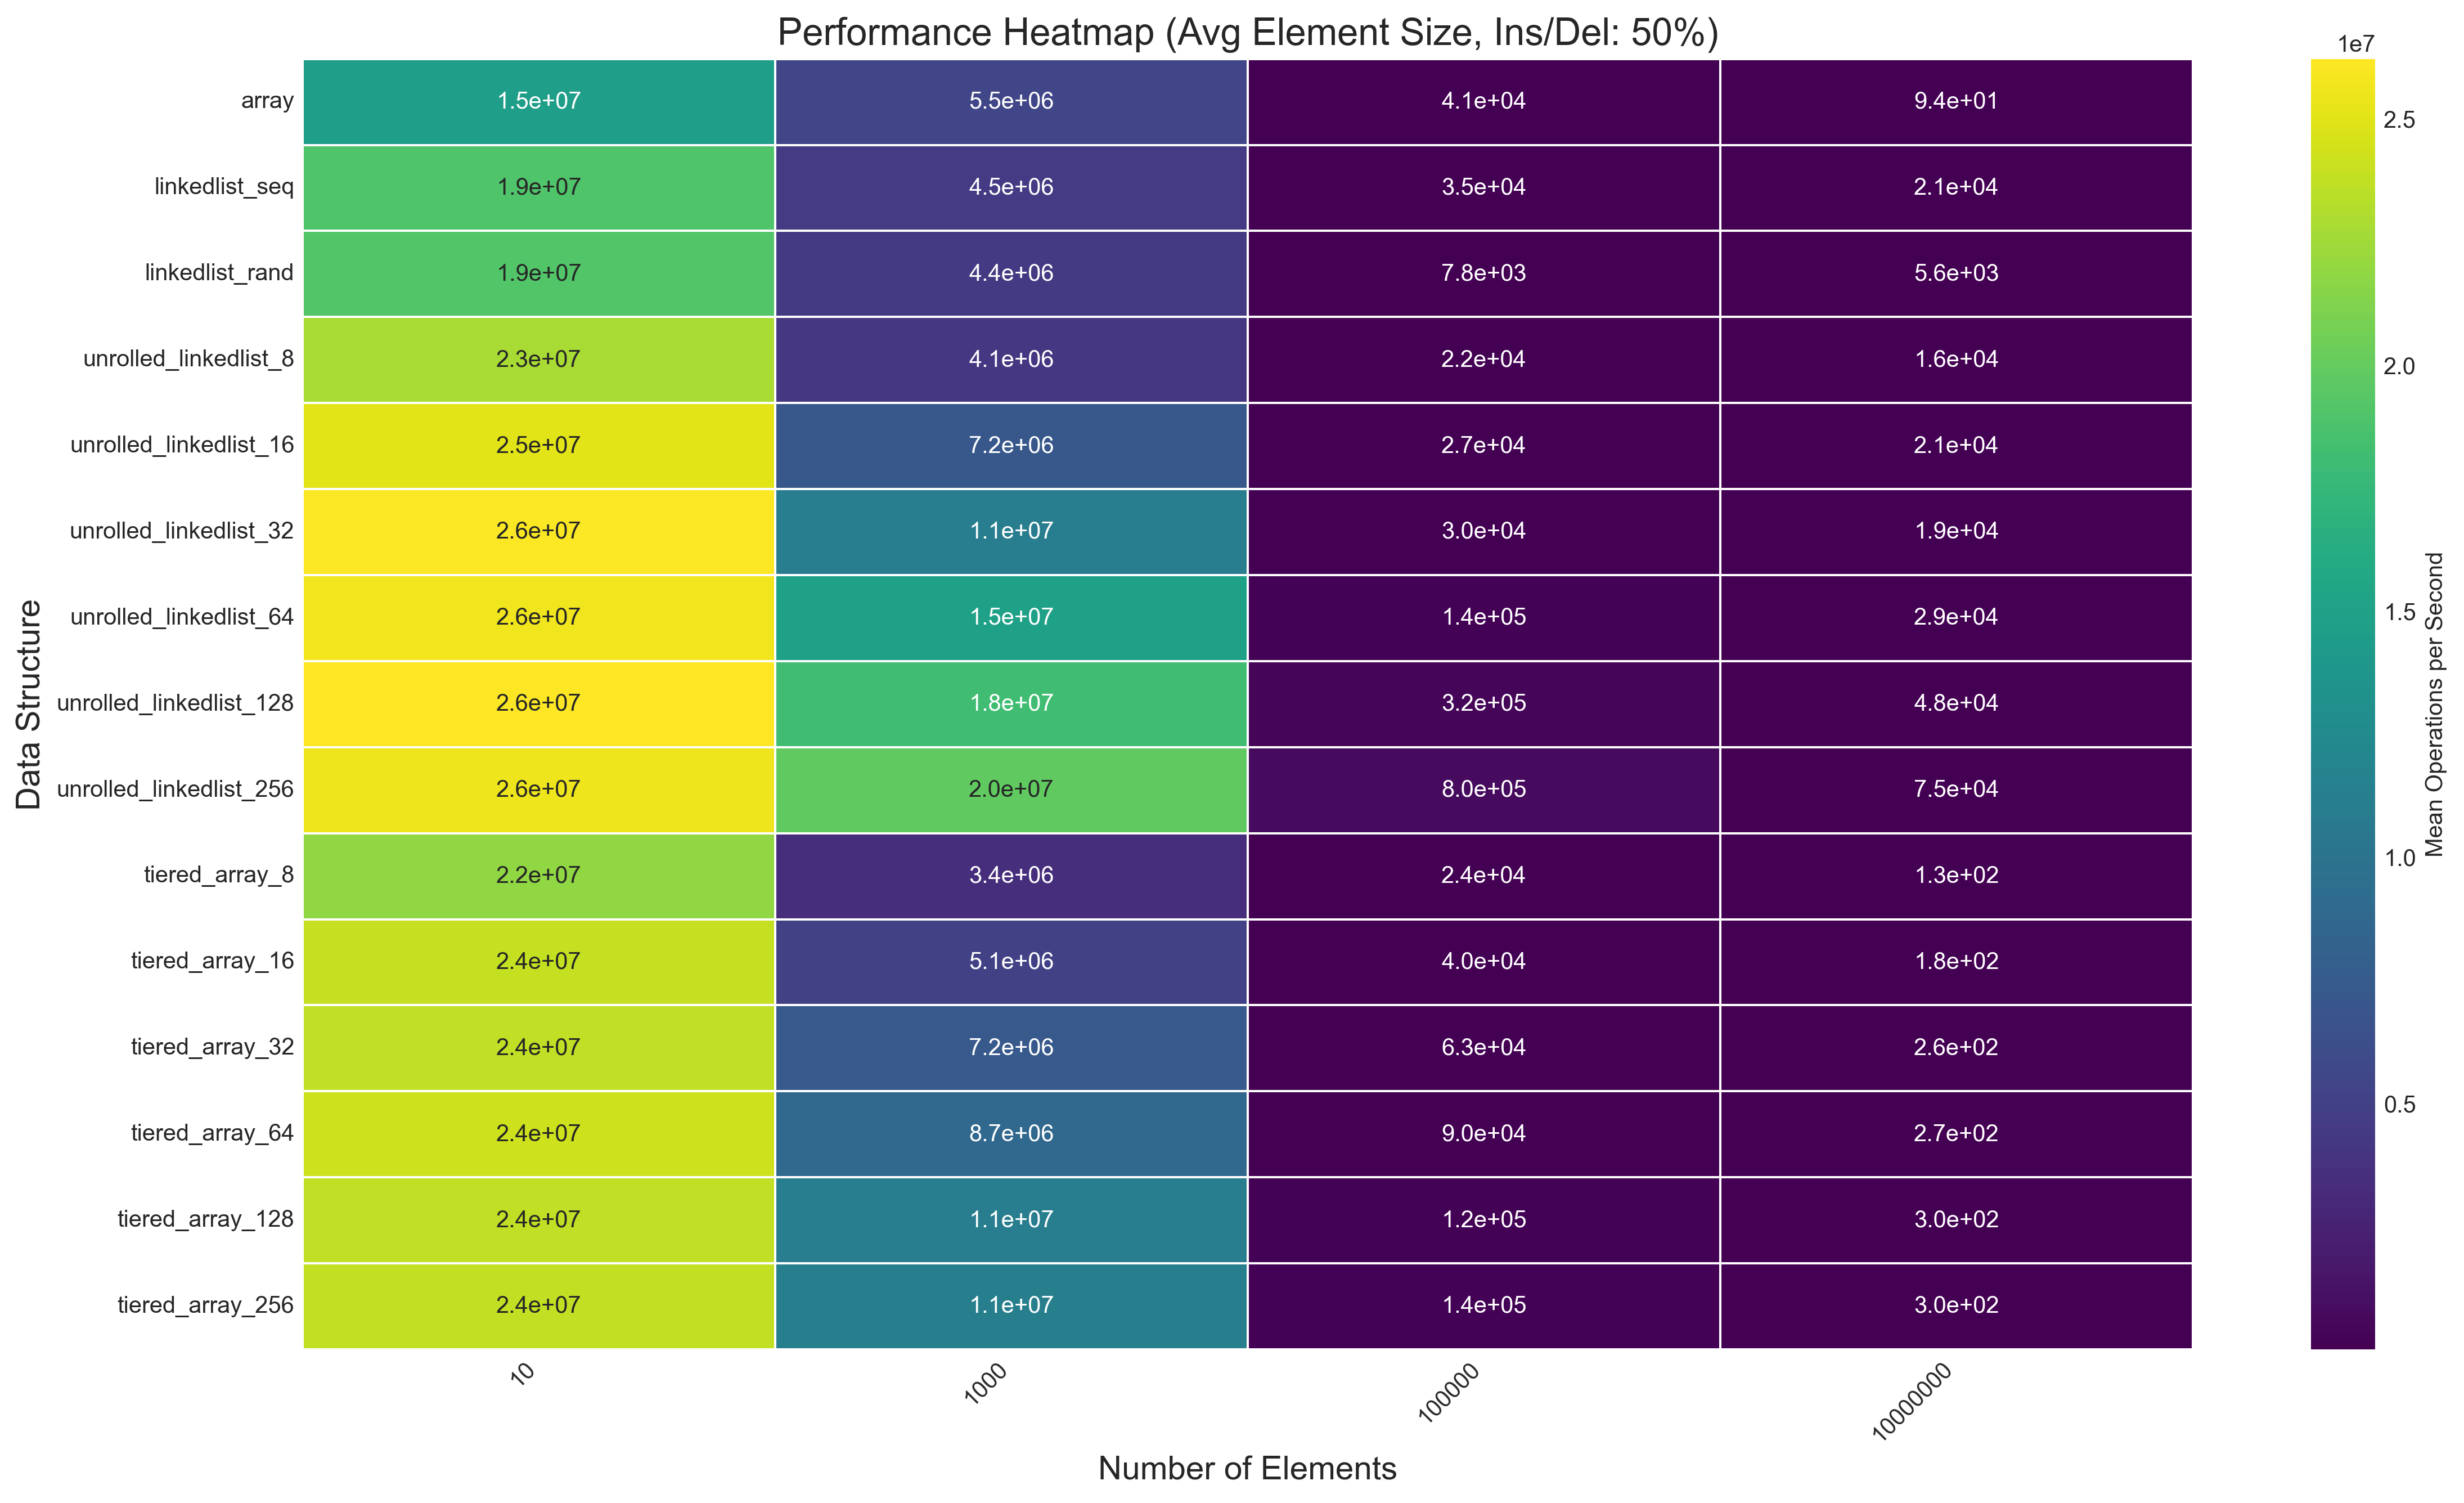 Performance Heatmap (Avg Element Size, Ins/Del: 50%)
1e7
array 1.5e+07 5.5e+06 4.1e+04 9.4e+01
linkedlist_seq 1.9e+07 4.5e+06 3.5e+04 2.1e+04
linkedlist_rand 1.9e+07 4.4e+06 7.8e+03 5.6e+03
unrolled_linkedlist_8 2.3e+07 4.1e+06 2.2e+04 1.6e+04
unrolled_linkedlist_16 2.5e+07 7.2e+06 2.7e+04 2.1e+04
unrolled_linkedlist_32 2.6e+07 1.1e+07 3.0e+04 1.9e+04
unrolled_linkedlist_64 2.6e+07 1.5e+07 1.4e+05 2.9e+04
unrolled_linkedlist_128 2.6e+07 1.8e+07 3.2e+05 4.8e+04
unrolled_linkedlist_256 2.6e+07 2.0e+07 8.0e+05 7.5e+04
tiered_array_8 2.2e+07 3.4e+06 2.4e+04 1.3e+02
tiered_array_16 2.4e+07 5.1e+06 4.0e+04 1.8e+02
tiered_array_32 2.4e+07 7.2e+06 6.3e+04 2.6e+02
tiered_array_64 2.4e+07 8.7e+06 9.0e+04 2.7e+02
tiered_array_128 2.4e+07 1.1e+07 1.2e+05 3.0e+02
tiered_array_256 2.4e+07 1.1e+07 1.4e+05 3.0e+02
10 1000 100000 10000000
Number of Elements
Data Structure
2.5
2.0
1.5
1.0
0.5
Mean Operations per Second